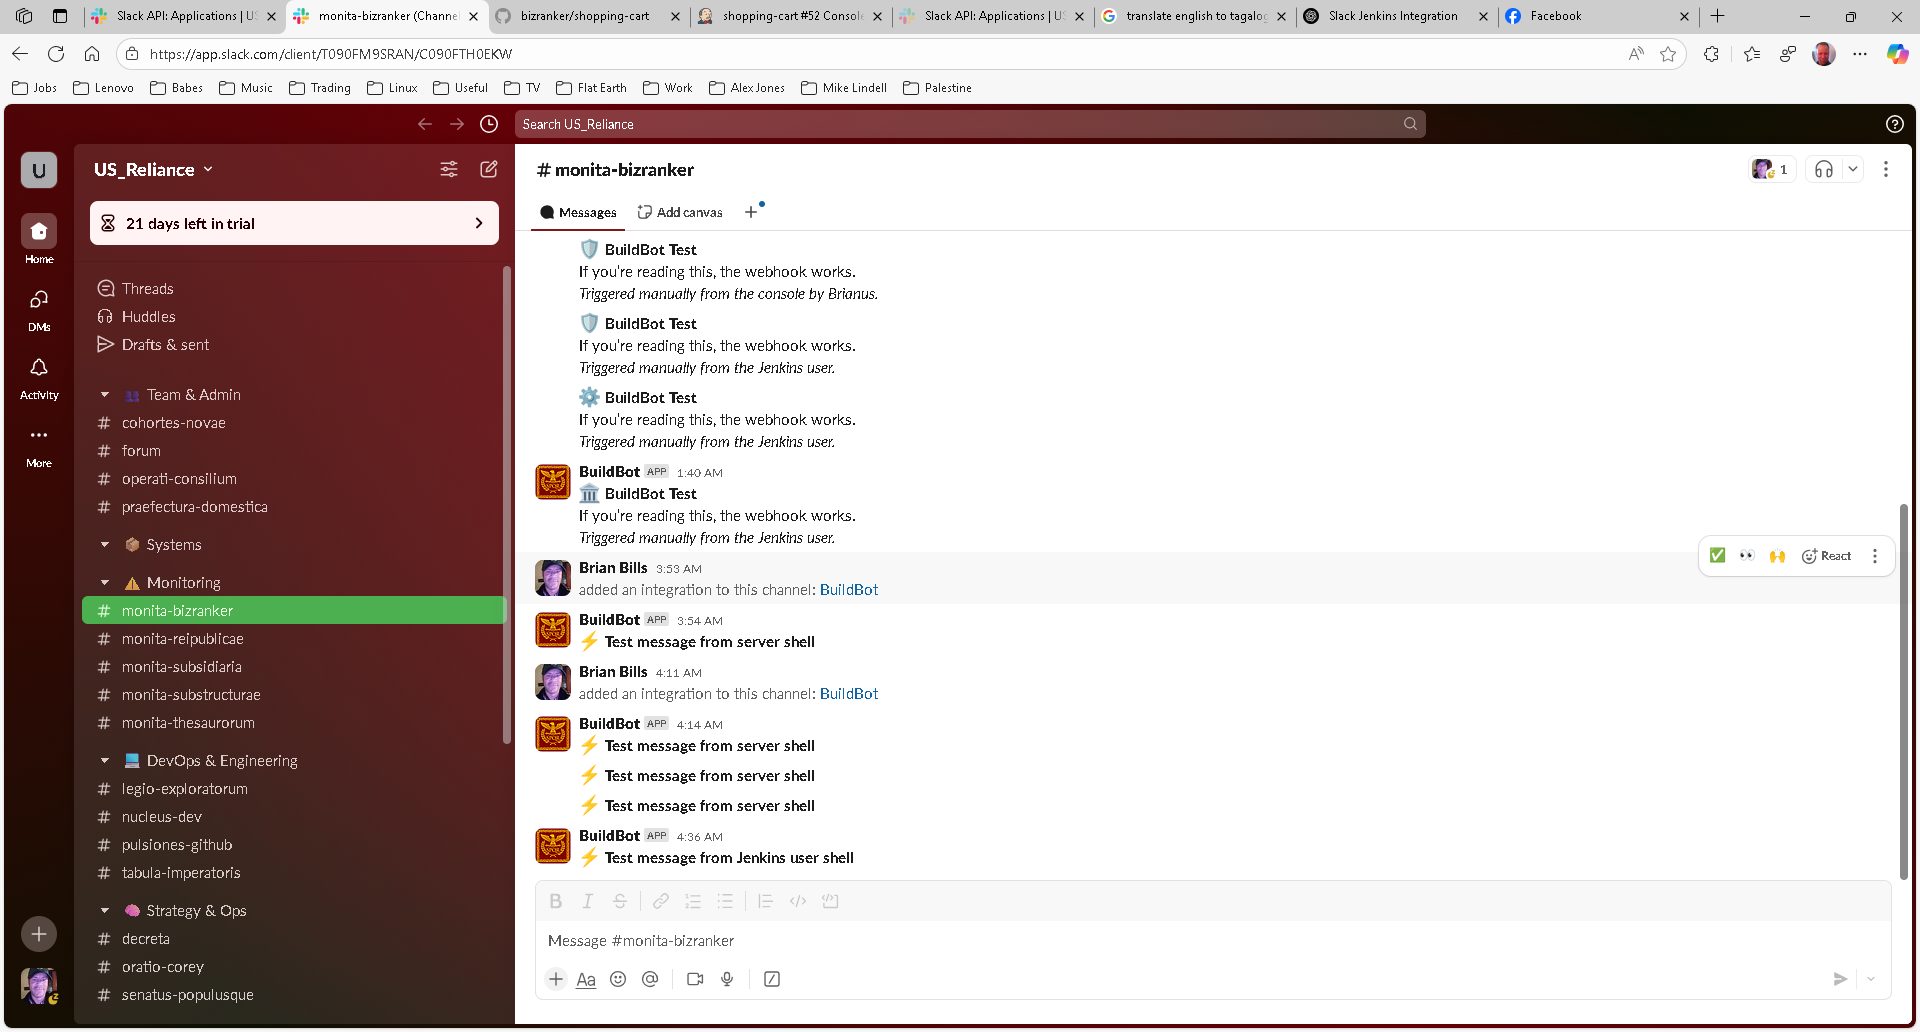 Slack API: Applications | US
monita-bizranker (Channel
bizranker/shopping-cart
shopping-cart #52 Console
Slack API: Applications | US
translate english to tagalog
Slack Jenkins Integration
Facebook
https://app.slack.com/client/T090FM9SRAN/C090FTH0EKW
Jobs
Lenovo
Babes
Music
Trading
Linux
Useful
TV
Flat Earth
Work
Alex Jones
Mike Lindell
Palestine
Search US_Reliance
U
US_Reliance
21 days left in trial
Home
DMs
Activity
More
Threads
Huddles
Drafts & sent
Team & Admin
# cohortes-novae
# forum
# operati-consilium
# praefectura-domestica
Systems
Monitoring
# monita-bizranker
# monita-reipublicae
# monita-subsidiaria
# monita-substructurae
# monita-thesaurorum
DevOps & Engineering
# legio-exploratorum
# nucleus-dev
# pulsiones-github
# tabula-imperatoris
Strategy & Ops
# decreta
# oratio-corey
# senatus-populusque
# monita-bizranker
1
Messages
Add canvas
BuildBot Test
If you're reading this, the webhook works.
Triggered manually from the console by Brianus.
BuildBot Test
If you're reading this, the webhook works.
Triggered manually from the Jenkins user.
BuildBot Test
If you're reading this, the webhook works.
Triggered manually from the Jenkins user.
BuildBot APP 1:40 AM
BuildBot Test
If you're reading this, the webhook works.
Triggered manually from the Jenkins user.
Brian Bills 3:53 AM
added an integration to this channel: BuildBot
React
BuildBot APP 3:54 AM
Test message from server shell
Brian Bills 4:11 AM
added an integration to this channel: BuildBot
BuildBot APP 4:14 AM
Test message from server shell
Test message from server shell
Test message from server shell
BuildBot APP 4:36 AM
Test message from Jenkins user shell
Message #monita-bizranker
Aa